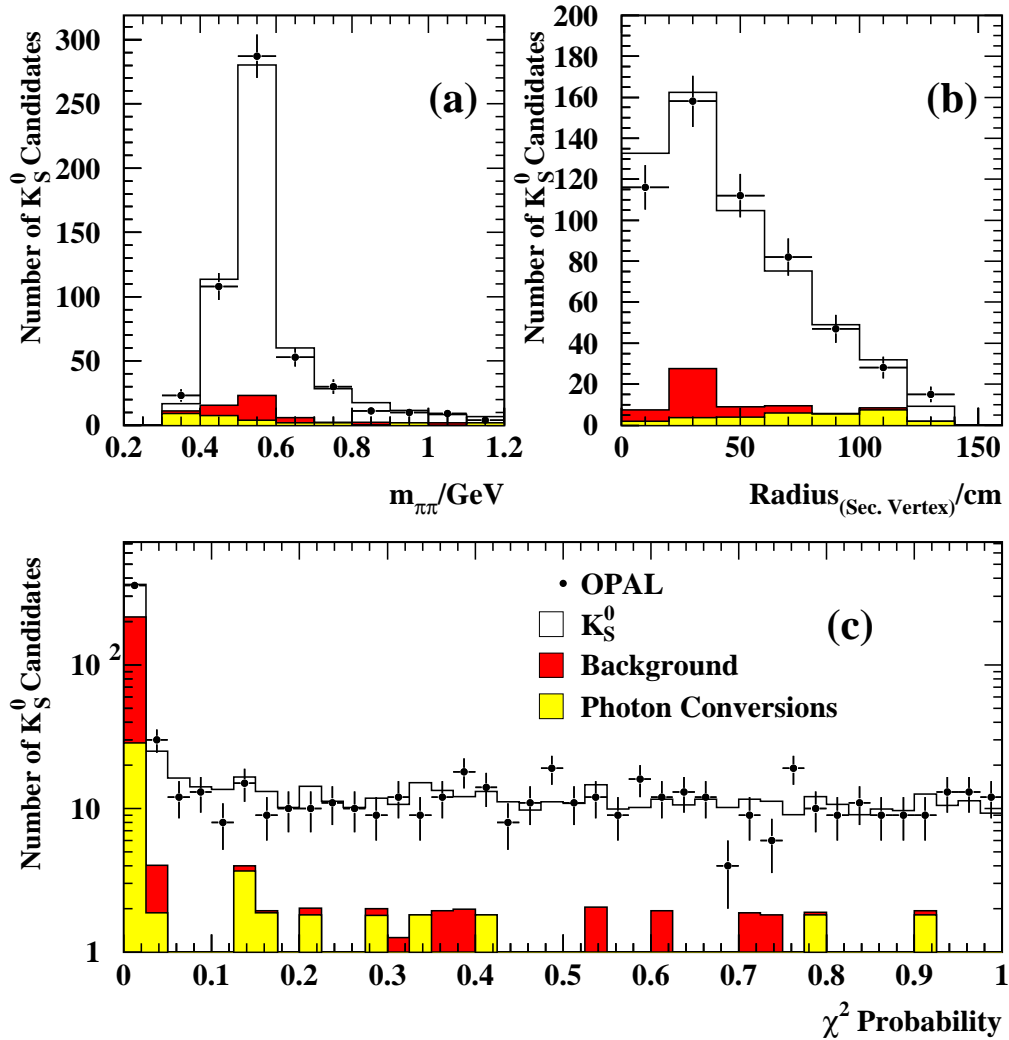 Number of K⁰S Candidates
300
250
200
150
100
50
0
(a)
0.2 0.4 0.6 0.8 1 1.2
mππ/GeV
Number of K⁰S Candidates
200
180
160
140
120
100
80
60
40
20
0
(b)
0 50 100 150
Radius(Sec. Vertex)/cm
Number of K⁰S Candidates
10²
10
1
OPAL
K⁰S
Background
Photon Conversions
(c)
0 0.1 0.2 0.3 0.4 0.5 0.6 0.7 0.8 0.9 1
χ² Probability